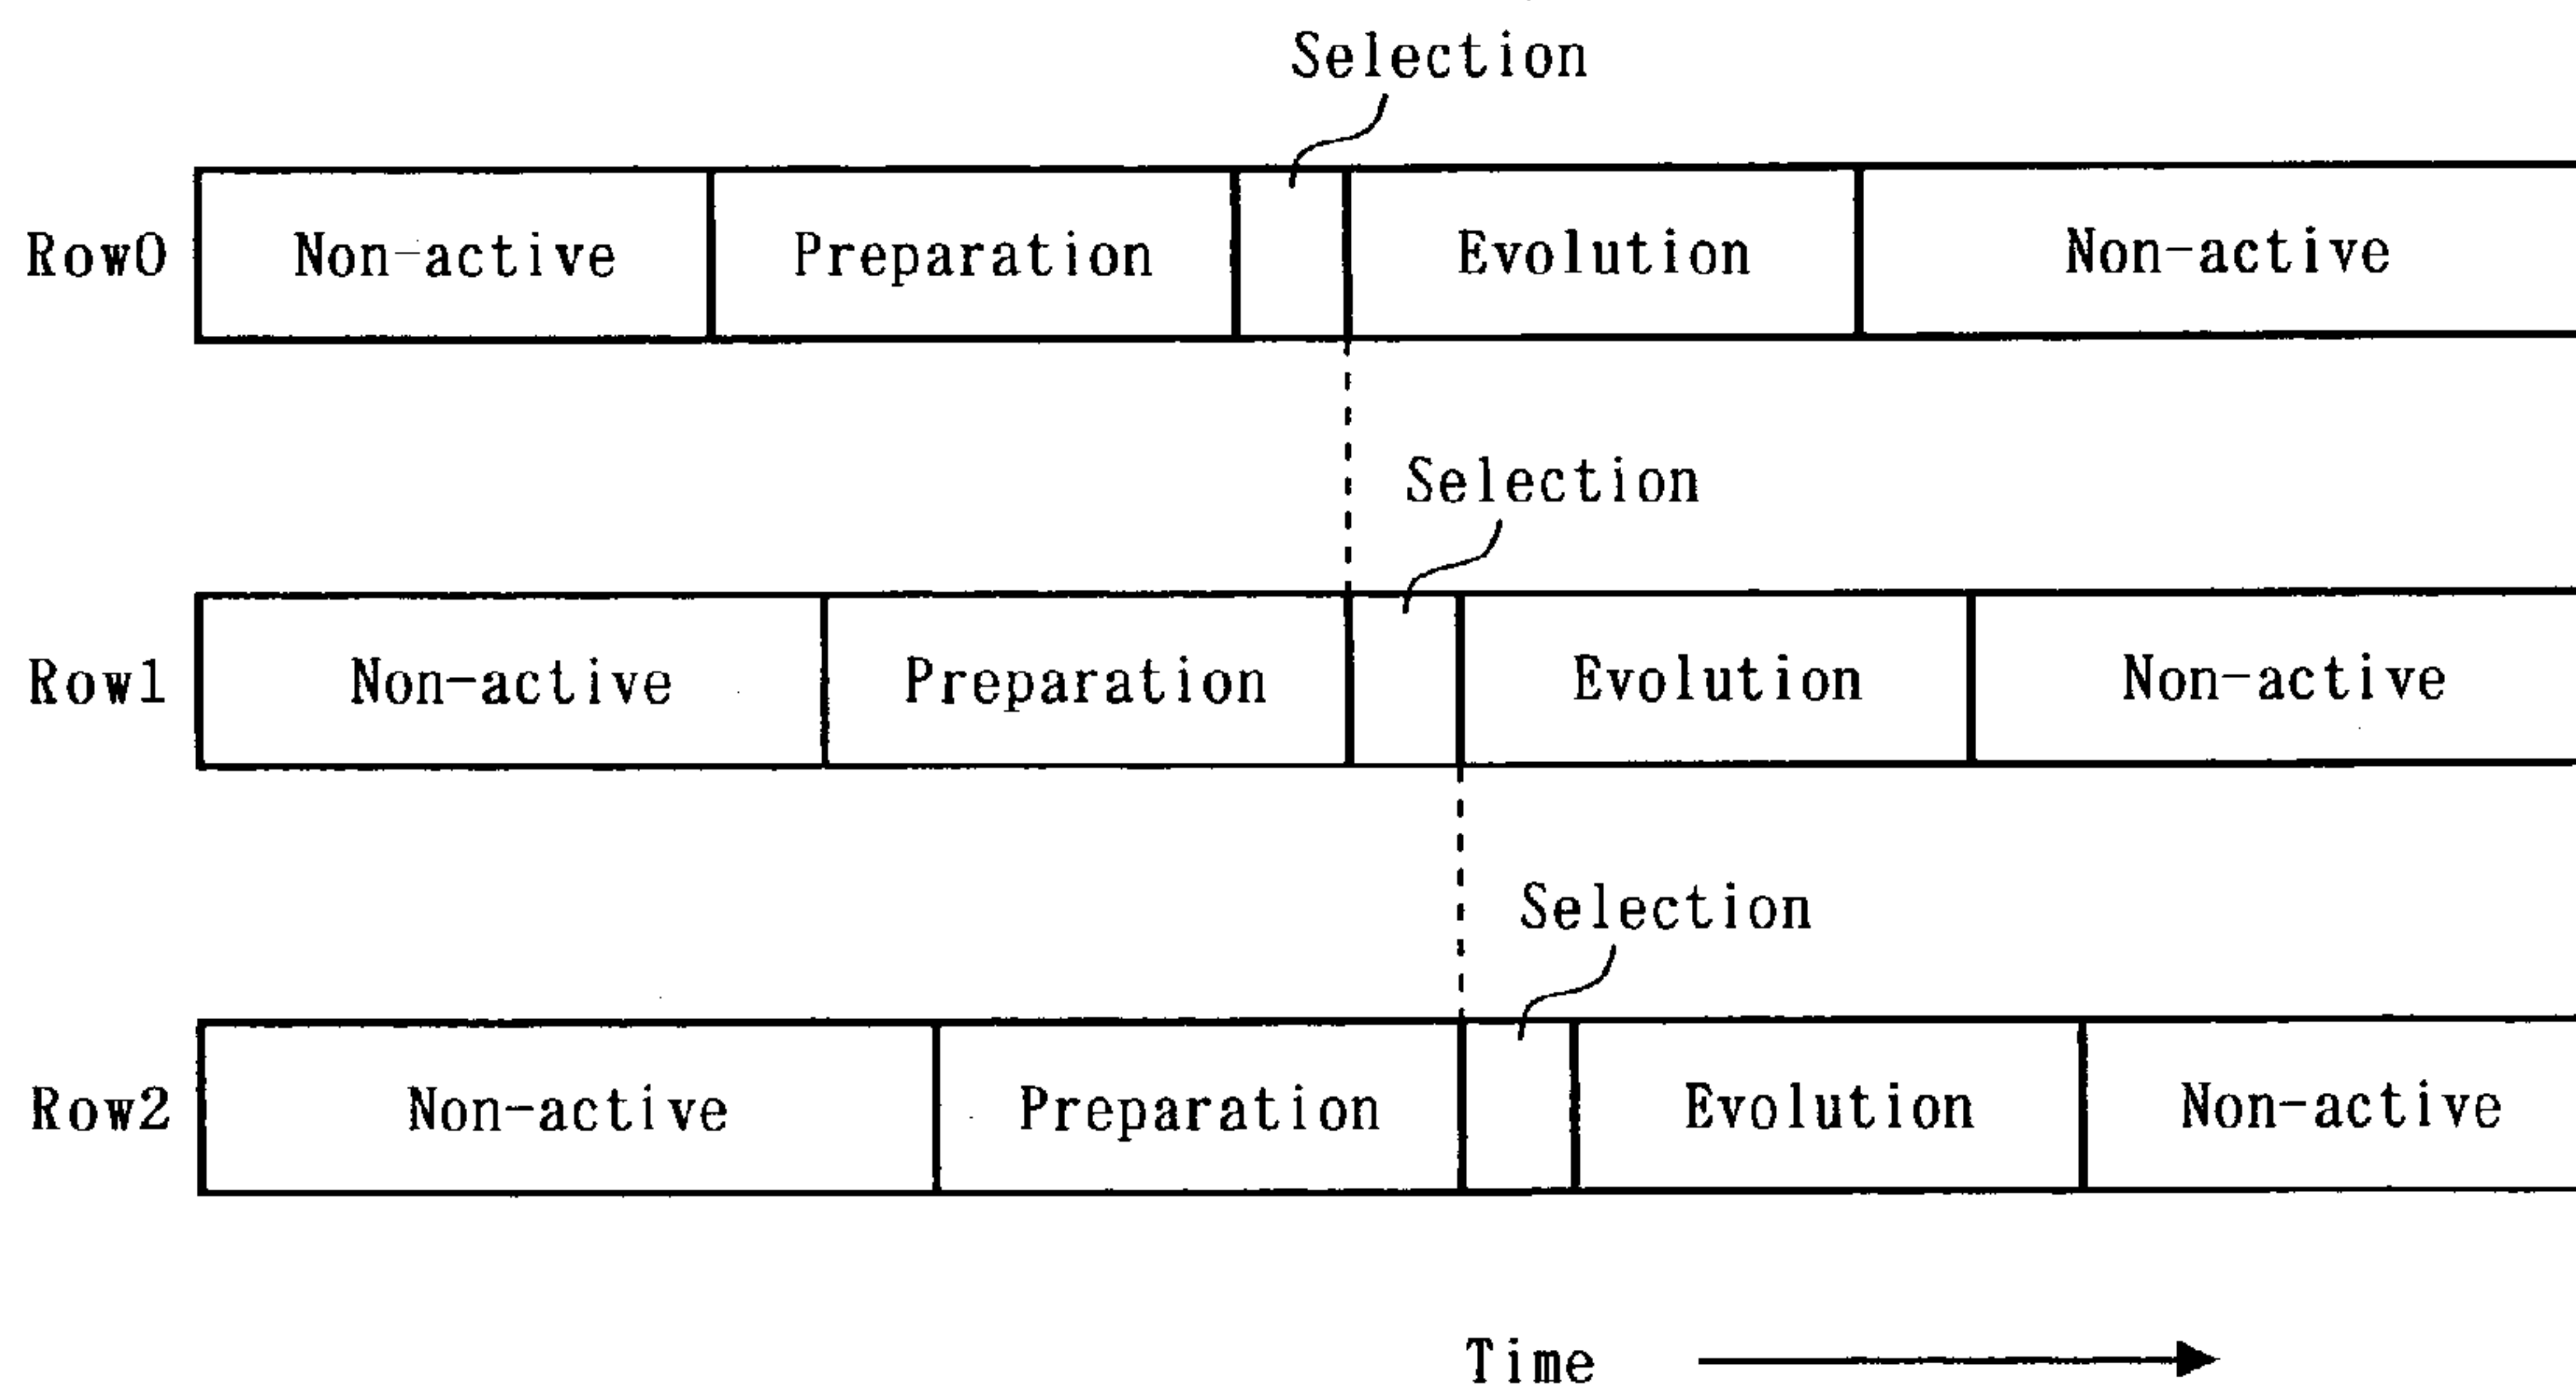 Selection
Row0 Non-active Preparation Evolution Non-active
Selection
Row1 Non-active Preparation Evolution Non-active
Selection
Row2 Non-active Preparation Evolution Non-active
Time